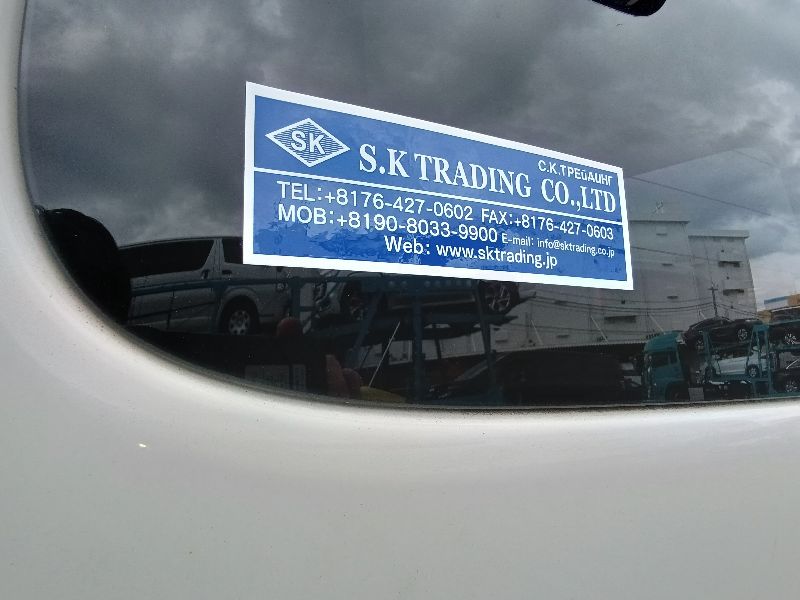 SK
С.К.ТРЕйАИНГ
S.K TRADING CO.,LTD
TEL:+8176-427-0602 FAX:+8176-427-0603
MOB:+8190-8033-9900 E-mail: info@sktrading.co.jp
Web: www.sktrading.jp